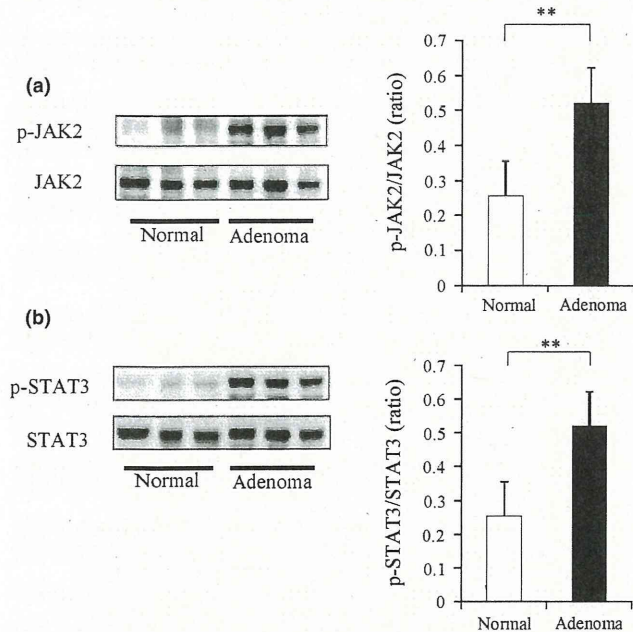 (a)
p-JAK2
JAK2
Normal Adenoma
**
p-JAK2/JAK2 (ratio)
0.7
0.6
0.5
0.4
0.3
0.2
0.1
0
Normal Adenoma
(b)
p-STAT3
STAT3
Normal Adenoma
**
p-STAT3/STAT3 (ratio)
0.7
0.6
0.5
0.4
0.3
0.2
0.1
0
Normal Adenoma